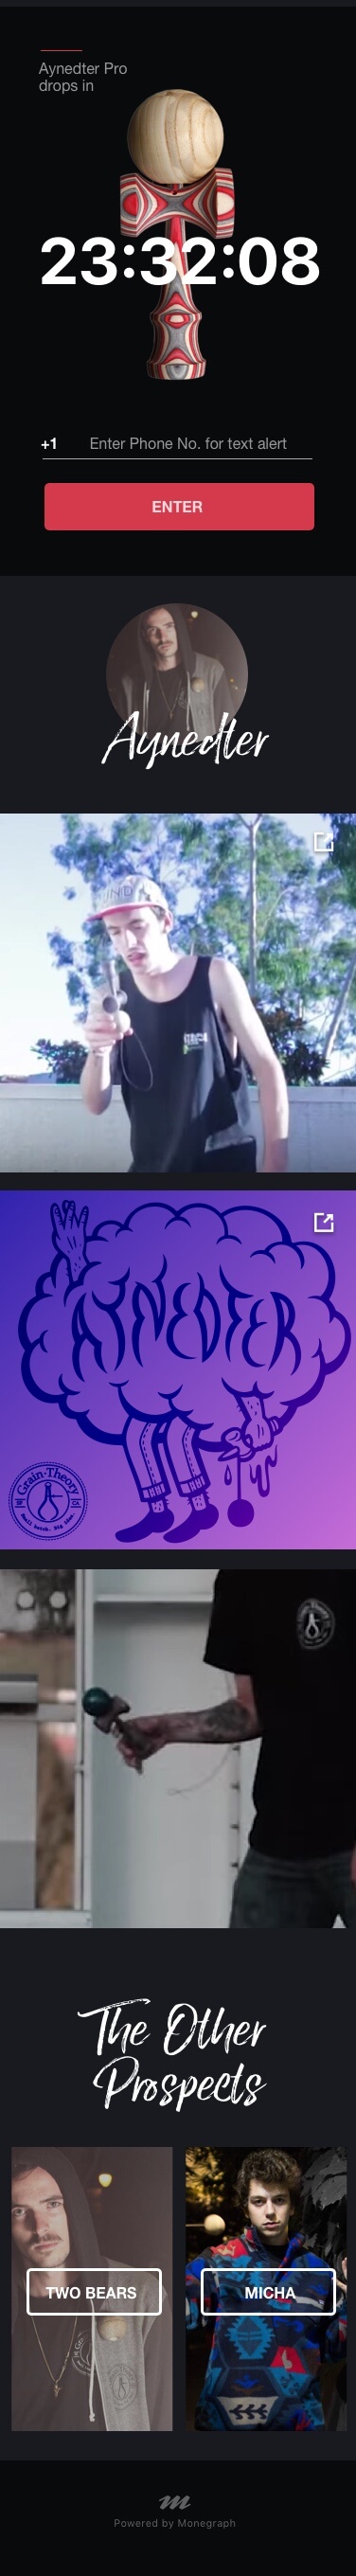 Aynedter Pro
drops in
23:32:08
+1 Enter Phone No. for text alert
ENTER
Aynedter
IND
AYNEDTER
Grain Theory
The Other
Prospects
TWO BEARS
MICHA
m
Powered by Monegraph